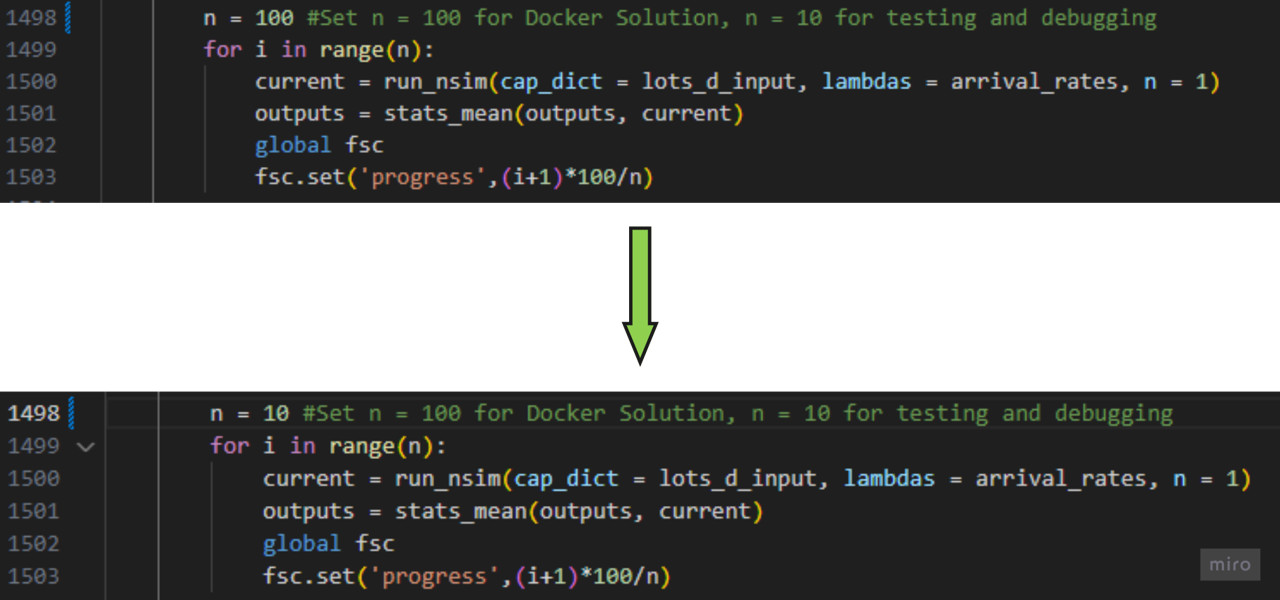 1498 n = 100 #Set n = 100 for Docker Solution, n = 10 for testing and debugging
1499 for i in range(n):
1500 current = run_nsim(cap_dict = lots_d_input, lambdas = arrival_rates, n = 1)
1501 outputs = stats_mean(outputs, current)
1502 global fsc
1503 fsc.set('progress',(i+1)*100/n)
1498 n = 10 #Set n = 100 for Docker Solution, n = 10 for testing and debugging
1499 for i in range(n):
1500 current = run_nsim(cap_dict = lots_d_input, lambdas = arrival_rates, n = 1)
1501 outputs = stats_mean(outputs, current)
1502 global fsc
1503 fsc.set('progress',(i+1)*100/n)
miro